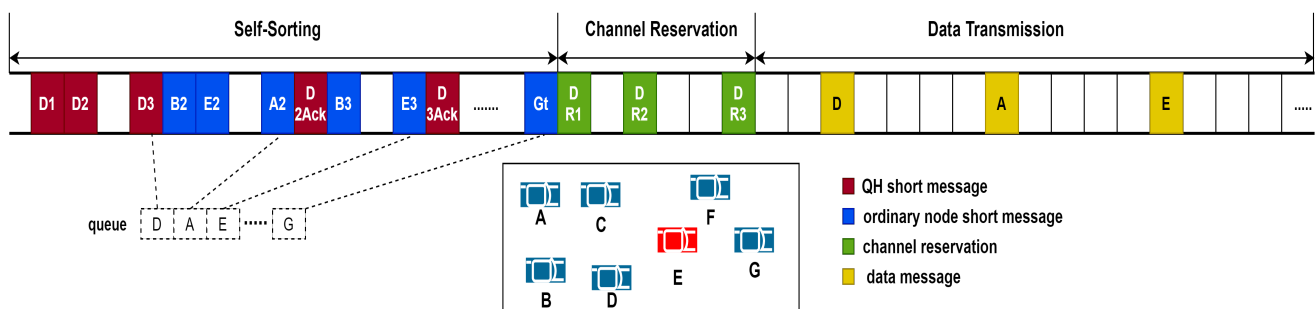 Self-Sorting Channel Reservation Data Transmission
D1 D2 D3 B2 E2 A2 D 2Ack B3 E3 D 3Ack ....... Gt D R1 D R2 D R3 D A E .....
queue D A E ..... G
A C F
E G
B D
QH short message
ordinary node short message
channel reservation
data message